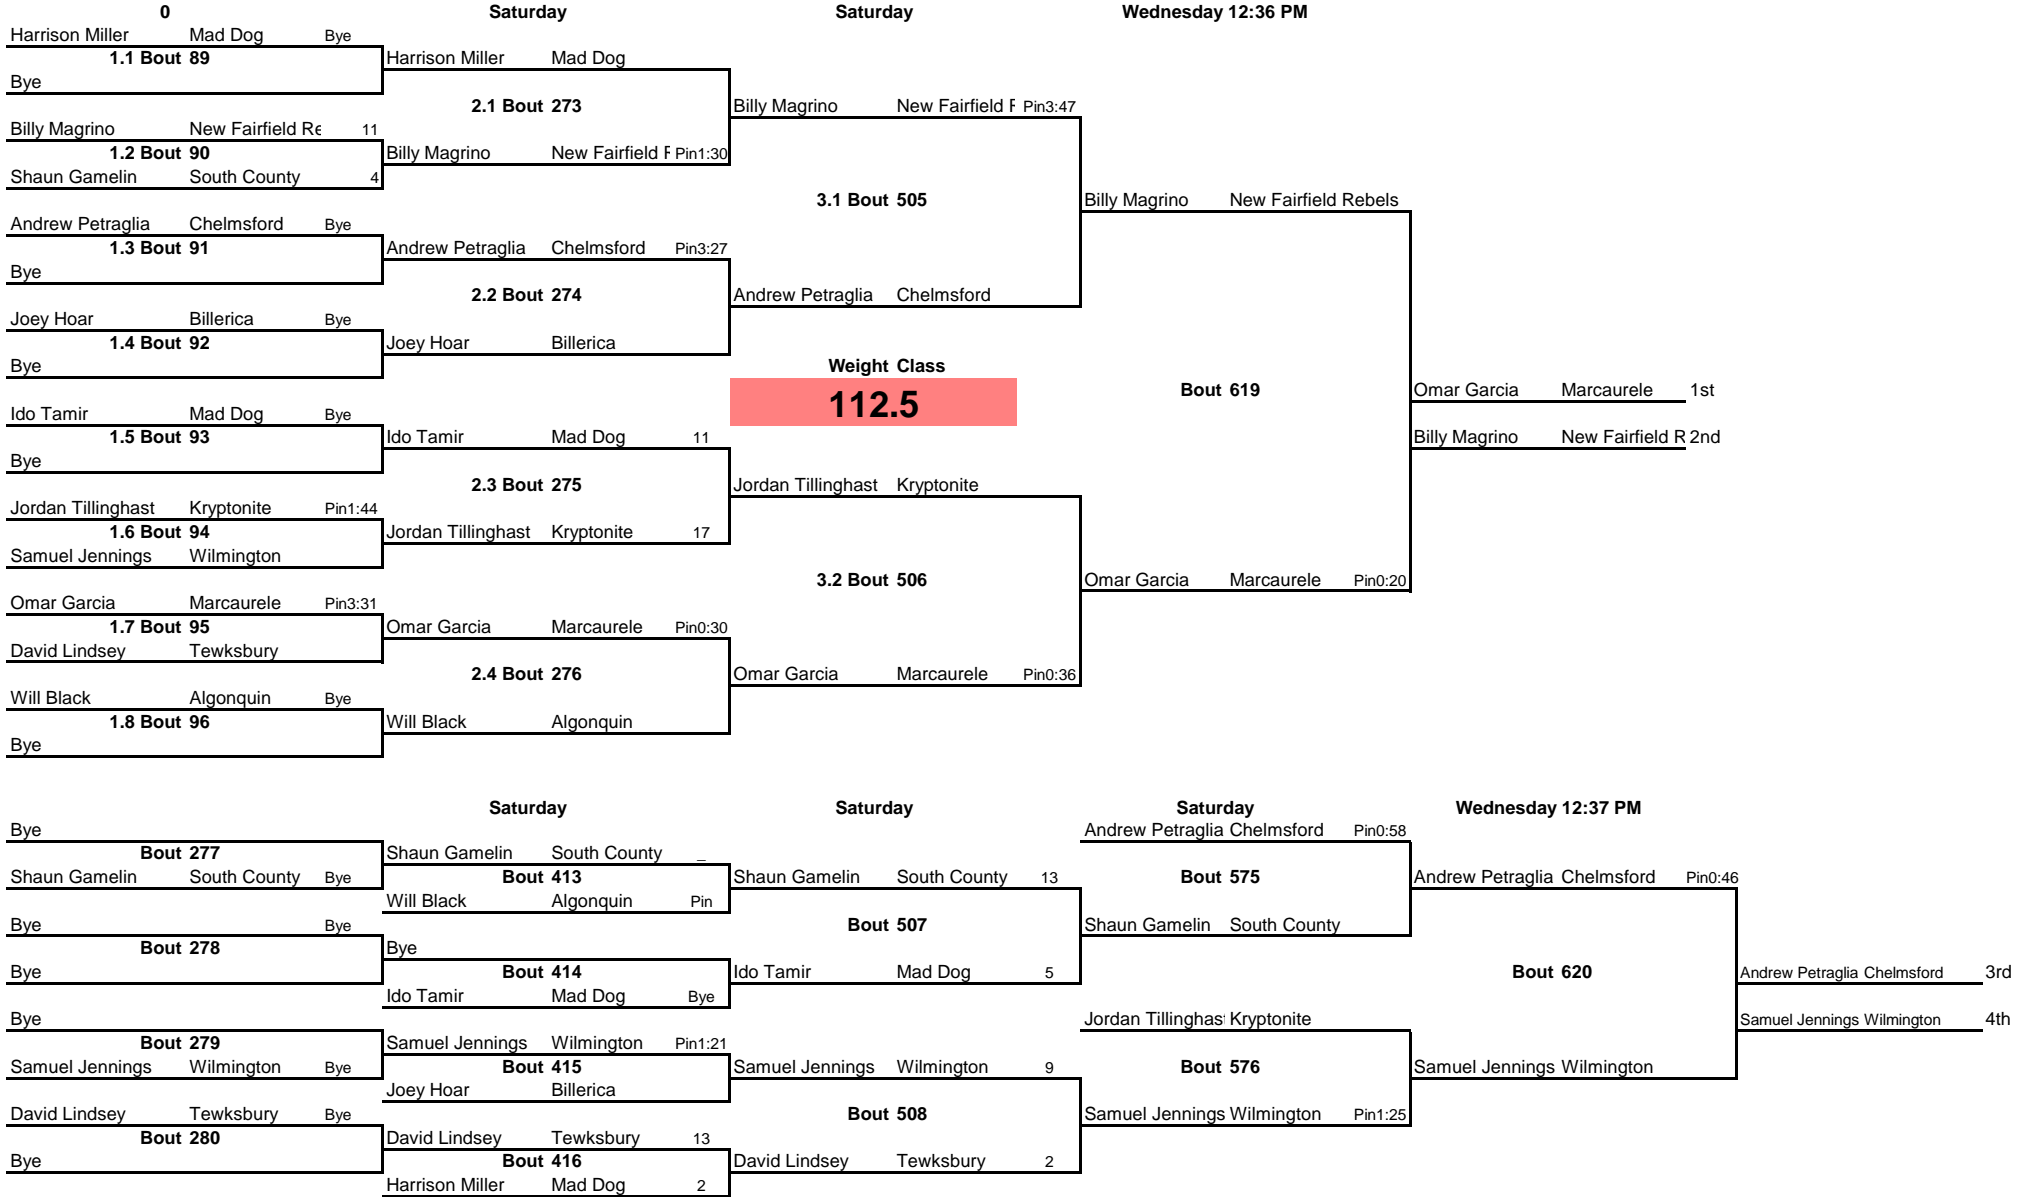 0 Saturday Saturday Wednesday 12:36 PM
Harrison Miller Mad Dog Bye
1.1 Bout 89 Harrison Miller Mad Dog
Bye
2.1 Bout 273 Billy Magrino New Fairfield F Pin3:47
Billy Magrino New Fairfield Re 11
1.2 Bout 90 Billy Magrino New Fairfield F Pin1:30
Shaun Gamelin South County 4
3.1 Bout 505 Billy Magrino New Fairfield Rebels
Andrew Petraglia Chelmsford Bye
1.3 Bout 91 Andrew Petraglia Chelmsford Pin3:27
Bye
2.2 Bout 274 Andrew Petraglia Chelmsford
Joey Hoar Billerica Bye
1.4 Bout 92 Joey Hoar Billerica
Bye Weight Class
112.5 Bout 619 Omar Garcia Marcaurele 1st
Ido Tamir Mad Dog Bye
1.5 Bout 93 Ido Tamir Mad Dog 11 Billy Magrino New Fairfield R 2nd
Bye
2.3 Bout 275 Jordan Tillinghast Kryptonite
Jordan Tillinghast Kryptonite Pin1:44
1.6 Bout 94 Jordan Tillinghast Kryptonite 17
Samuel Jennings Wilmington
3.2 Bout 506 Omar Garcia Marcaurele Pin0:20
Omar Garcia Marcaurele Pin3:31
1.7 Bout 95 Omar Garcia Marcaurele Pin0:30
David Lindsey Tewksbury
2.4 Bout 276 Omar Garcia Marcaurele Pin0:36
Will Black Algonquin Bye
1.8 Bout 96 Will Black Algonquin
Bye
Saturday Saturday Saturday Wednesday 12:37 PM
Bye Andrew Petraglia Chelmsford Pin0:58
Bout 277 Shaun Gamelin South County _
Shaun Gamelin South County Bye Bout 413 Shaun Gamelin South County 13 Bout 575 Andrew Petraglia Chelmsford Pin0:46
Will Black Algonquin Pin
Bye Bye Bout 507 Shaun Gamelin South County
Bout 278 Bye
Bye Bout 414 Ido Tamir Mad Dog 5 Bout 620 Andrew Petraglia Chelmsford 3rd
Ido Tamir Mad Dog Bye
Bye Jordan Tillinghas Kryptonite Samuel Jennings Wilmington 4th
Bout 279 Samuel Jennings Wilmington Pin1:21
Samuel Jennings Wilmington Bye Bout 415 Samuel Jennings Wilmington 9 Bout 576 Samuel Jennings Wilmington
Joey Hoar Billerica
David Lindsey Tewksbury Bye Bout 508 Samuel Jennings Wilmington Pin1:25
Bout 280 David Lindsey Tewksbury 13
Bye Bout 416 David Lindsey Tewksbury 2
Harrison Miller Mad Dog 2